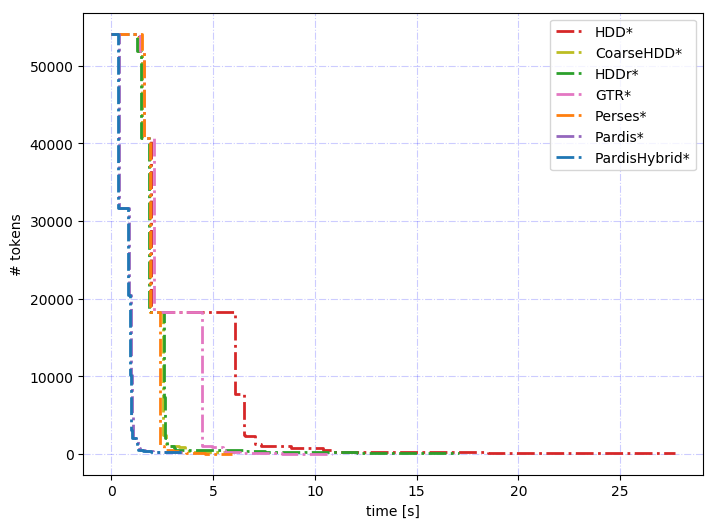 # tokens
50000
40000
30000
20000
10000
0
0
5
10
15
20
25
time [s]
HDD*
CoarseHDD*
HDDr*
GTR*
Perses*
Pardis*
PardisHybrid*